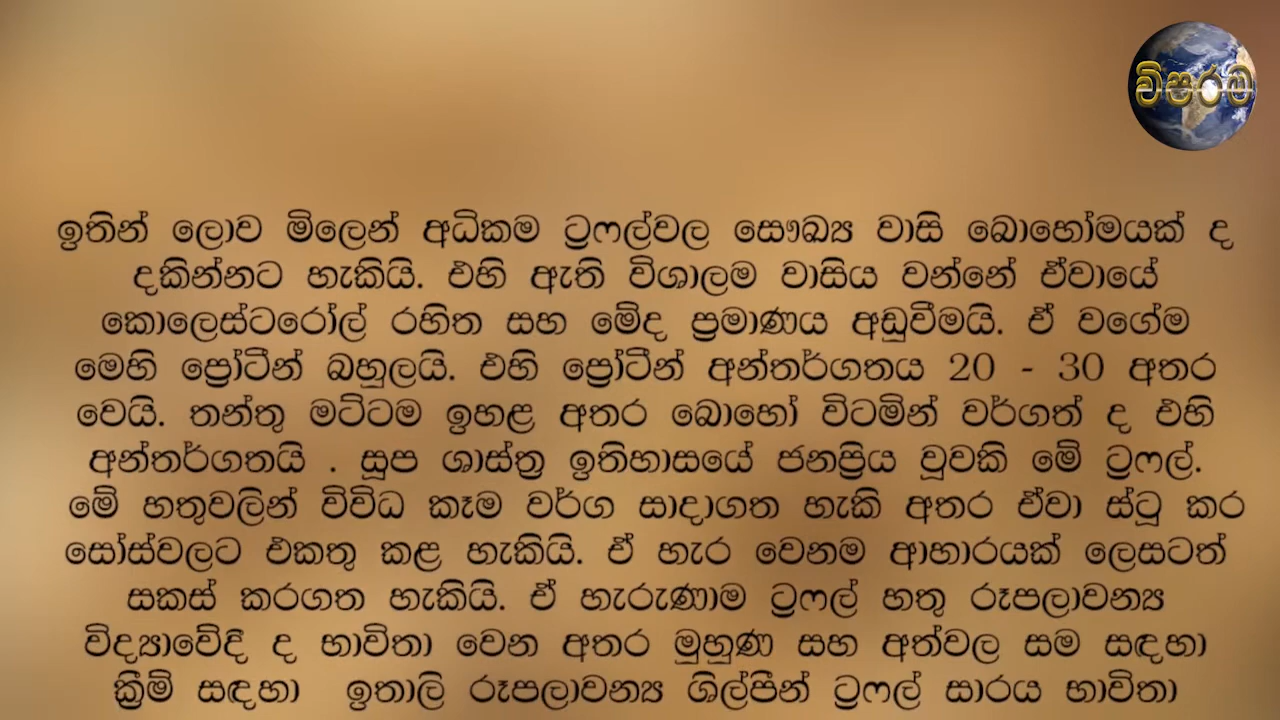 විපරම
ඉතින් ලොව මිලෙන් අධිකම ට්‍රෆල්වල සෞඛ්‍ය වාසි බොහෝමයක් ද
දකින්නට හැකියි. එහි ඇති විශාලම වාසිය වන්නේ ඒවායේ
කොලෙස්ටරෝල් රහිත සහ මේද ප්‍රමාණය අඩුවීමයි. ඒ වගේම
මෙහි ප්‍රෝටීන් බහුලයි. එහි ප්‍රෝටීන් අන්තර්ගතය 20 - 30 අතර
වෙයි. තන්තු මට්ටම ඉහළ අතර බොහෝ විටමින් වර්ගත් ද එහි
අන්තර්ගතයි . සූප ශාස්ත්‍ර ඉතිහාසයේ ජනප්‍රිය වූවකි මේ ට්‍රෆල්.
මේ හතුවලින් විවිධ කෑම වර්ග සාදාගත හැකි අතර ඒවා ස්ටූ කර
සෝස්වලට එකතු කළ හැකියි. ඒ හැර වෙනම ආහාරයක් ලෙසටත්
සකස් කරගත හැකියි. ඒ හැරුණාම ට්‍රෆල් හතු රූපලාවන්‍ය
විද්‍යාවේදී ද භාවිතා වෙන අතර මුහුණ සහ අත්වල සම සඳහා
ක්‍රීම් සඳහා ඉතාලි රූපලාවන්‍ය ශිල්පීන් ට්‍රෆල් සාරය භාවිතා